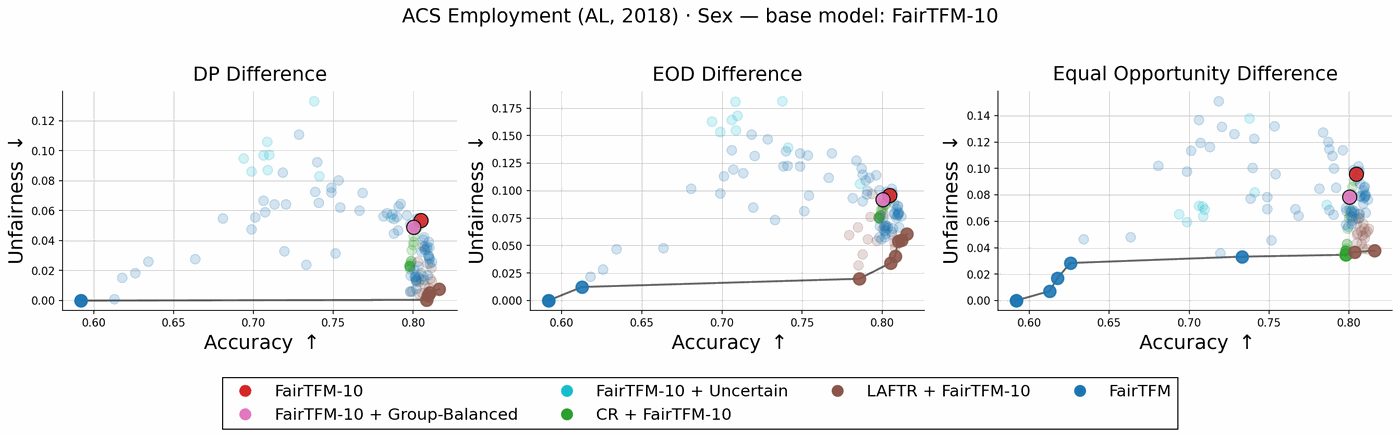 ACS Employment (AL, 2018) · Sex — base model: FairTFM-10
DP Difference
EOD Difference
Equal Opportunity Difference
Unfairness ↓
0.12
0.10
0.08
0.06
0.04
0.02
0.00
0.60 0.65 0.70 0.75 0.80
Accuracy ↑
Unfairness ↓
0.175
0.150
0.125
0.100
0.075
0.050
0.025
0.000
0.60 0.65 0.70 0.75 0.80
Accuracy ↑
Unfairness ↓
0.14
0.12
0.10
0.08
0.06
0.04
0.02
0.00
0.60 0.65 0.70 0.75 0.80
Accuracy ↑
FairTFM-10 FairTFM-10 + Uncertain LAFTR + FairTFM-10 FairTFM
FairTFM-10 + Group-Balanced CR + FairTFM-10